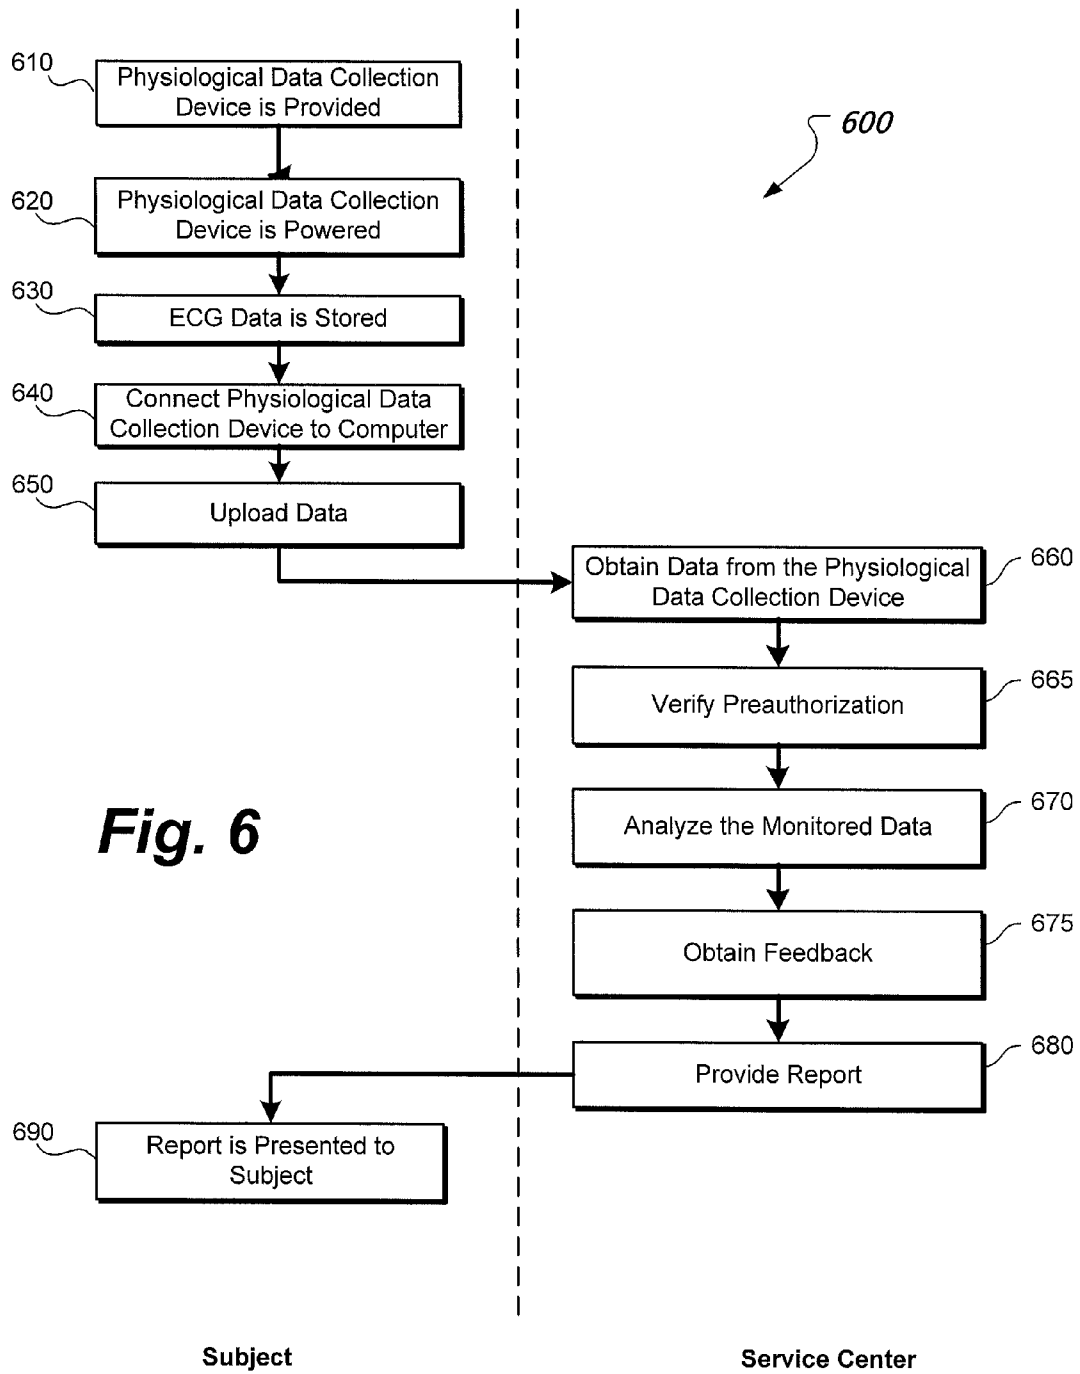 610
Physiological Data Collection
Device is Provided
600
620
Physiological Data Collection
Device is Powered
630
ECG Data is Stored
640
Connect Physiological Data
Collection Device to Computer
650
Upload Data
Obtain Data from the Physiological
Data Collection Device
660
Verify Preauthorization
665
Analyze the Monitored Data
670
Fig. 6
Obtain Feedback
675
Provide Report
680
690
Report is Presented to
Subject
Subject
Service Center